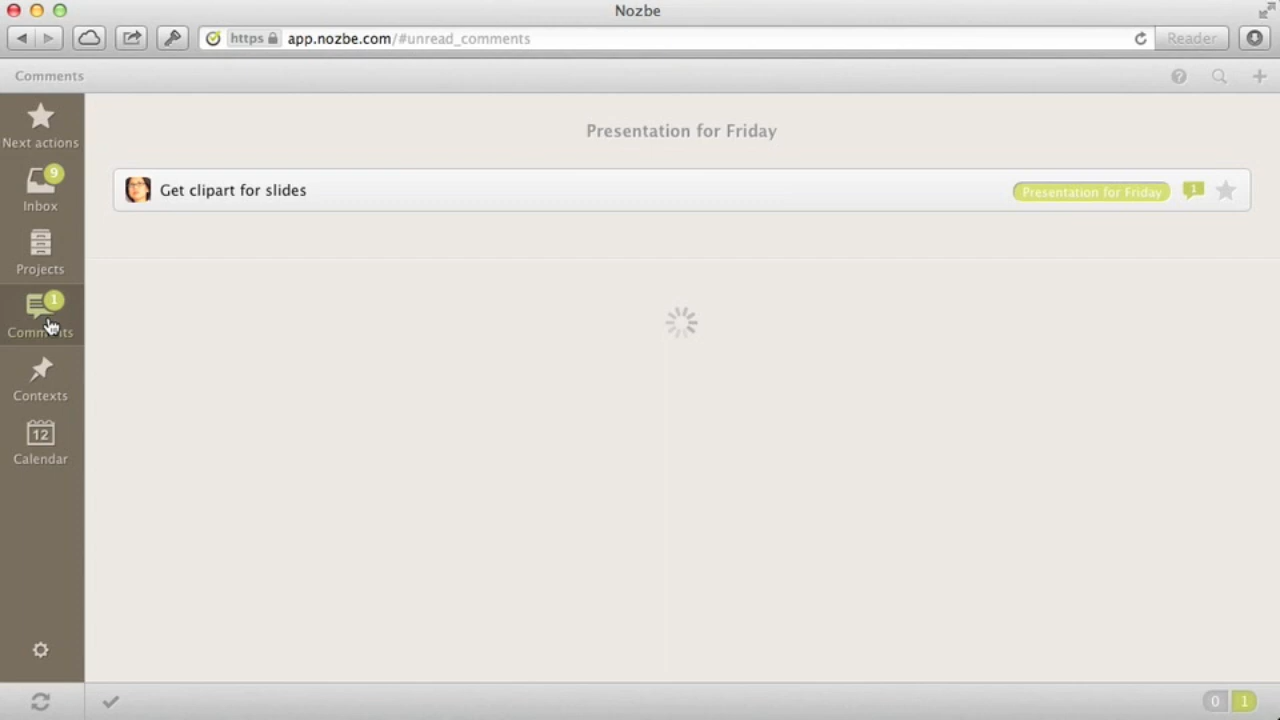 Nozbe
https app.nozbe.com/#unread_comments Reader
Comments
Next actions
9
Inbox
Projects
1
Comments
Contexts
12
Calendar
Presentation for Friday
Get clipart for slides Presentation for Friday 1
0 1